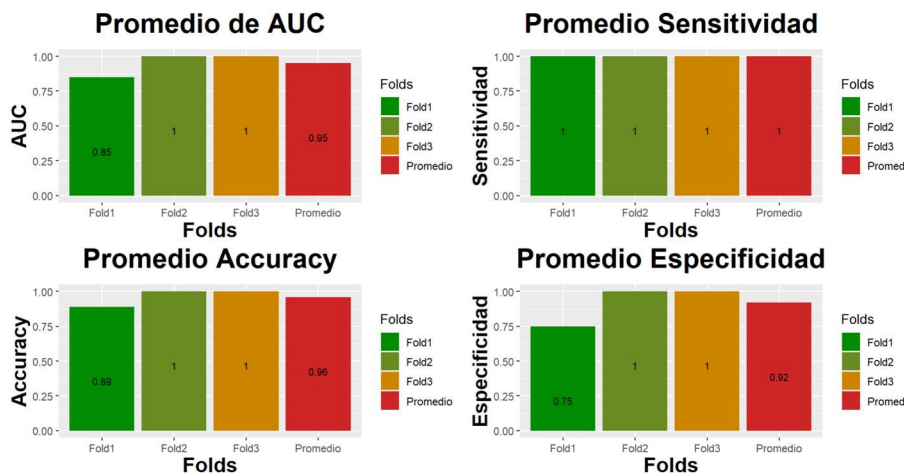 Promedio de AUC
AUC
1.00
0.75
0.50
0.25
0.00
0.85
1
1
0.95
Fold1
Fold2
Fold3
Promedio
Folds
Folds
Fold1
Fold2
Fold3
Promedio
Promedio Sensitividad
Sensitividad
1.00
0.75
0.50
0.25
0.00
1
1
1
1
Fold1
Fold2
Fold3
Promedio
Folds
Folds
Fold1
Fold2
Fold3
Promed
Promedio Accuracy
Accuracy
1.00
0.75
0.50
0.25
0.00
0.89
1
1
0.96
Fold1
Fold2
Fold3
Promedio
Folds
Folds
Fold1
Fold2
Fold3
Promedio
Promedio Especificidad
Especificidad
1.00
0.75
0.50
0.25
0.00
0.75
1
1
0.92
Fold1
Fold2
Fold3
Promedio
Folds
Folds
Fold1
Fold2
Fold3
Promed